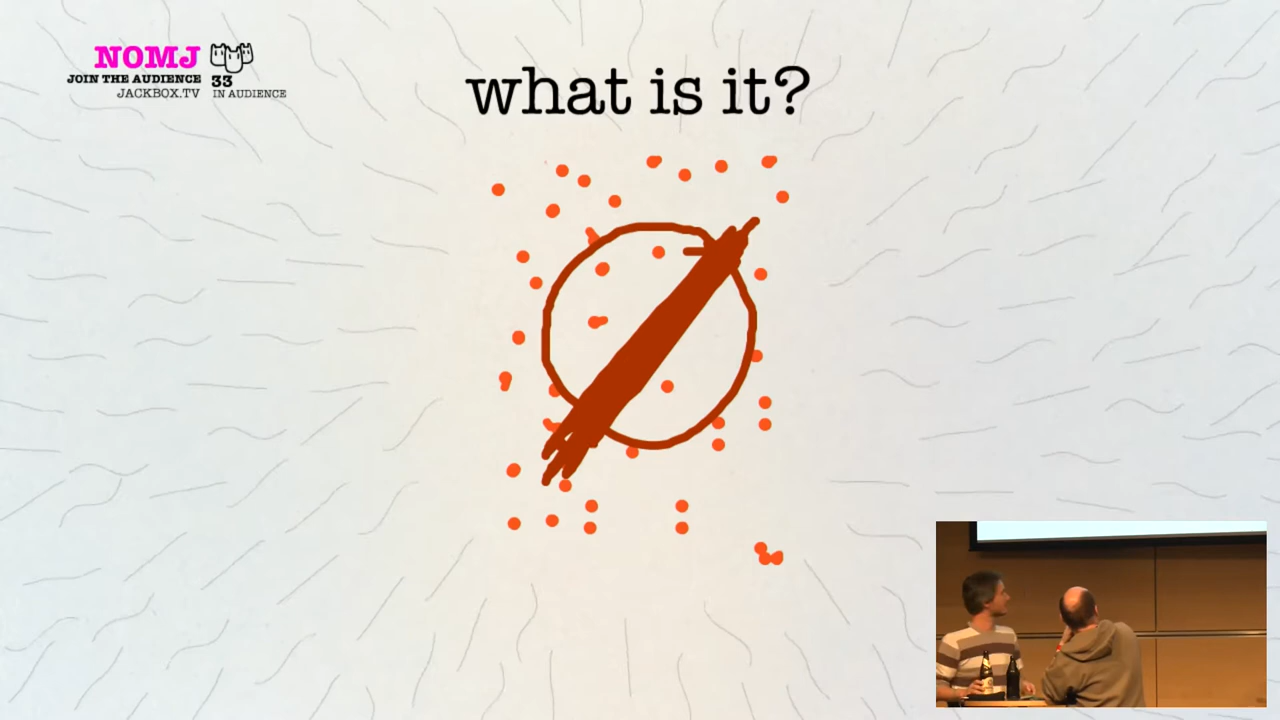 NOMJ
JOIN THE AUDIENCE
JACKBOX.TV
33
IN AUDIENCE
what is it?